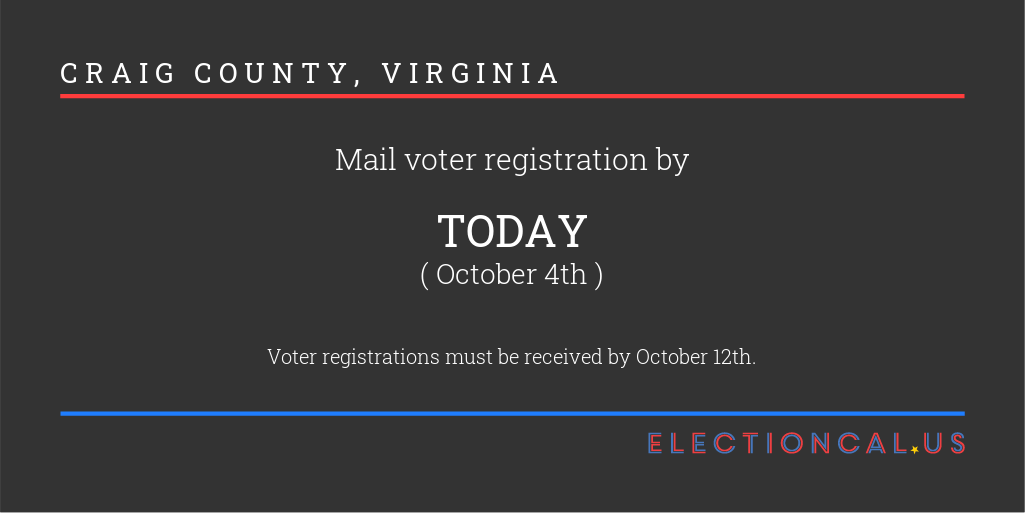 CRAIG COUNTY, VIRGINIA
Mail voter registration by
TODAY
( October 4th )
Voter registrations must be received by October 12th.
ELECTIONCAL.US